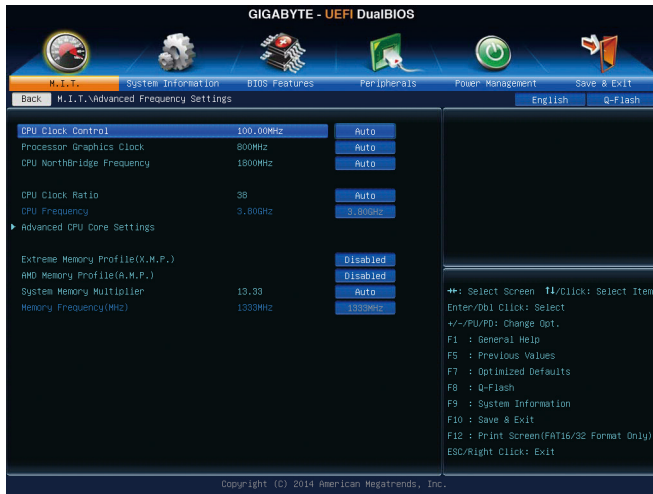 GIGABYTE - UEFI DualBIOS
M.I.T. System Information BIOS Features Peripherals Power Management Save & Exit
Back M.I.T.\Advanced Frequency Settings English Q-Flash
CPU Clock Control 100.00MHz Auto
Processor Graphics Clock 800MHz Auto
CPU NorthBridge Frequency 1800MHz Auto
CPU Clock Ratio 38 Auto
CPU Frequency 3.80GHz 3.80GHz
Advanced CPU Core Settings
Extreme Memory Profile(X.M.P.) Disabled
AMD Memory Profile(A.M.P.) Disabled
System Memory Multiplier 13.33 Auto
Memory Frequency(MHz) 1333MHz 1333MHz
→←: Select Screen ↑↓/Click: Select Item
Enter/Dbl Click: Select
+/-/PU/PD: Change Opt.
F1 : General Help
F5 : Previous Values
F7 : Optimized Defaults
F8 : Q-Flash
F9 : System Information
F10 : Save & Exit
F12 : Print Screen(FAT16/32 Format Only)
ESC/Right Click: Exit
Copyright (C) 2014 American Megatrends, Inc.